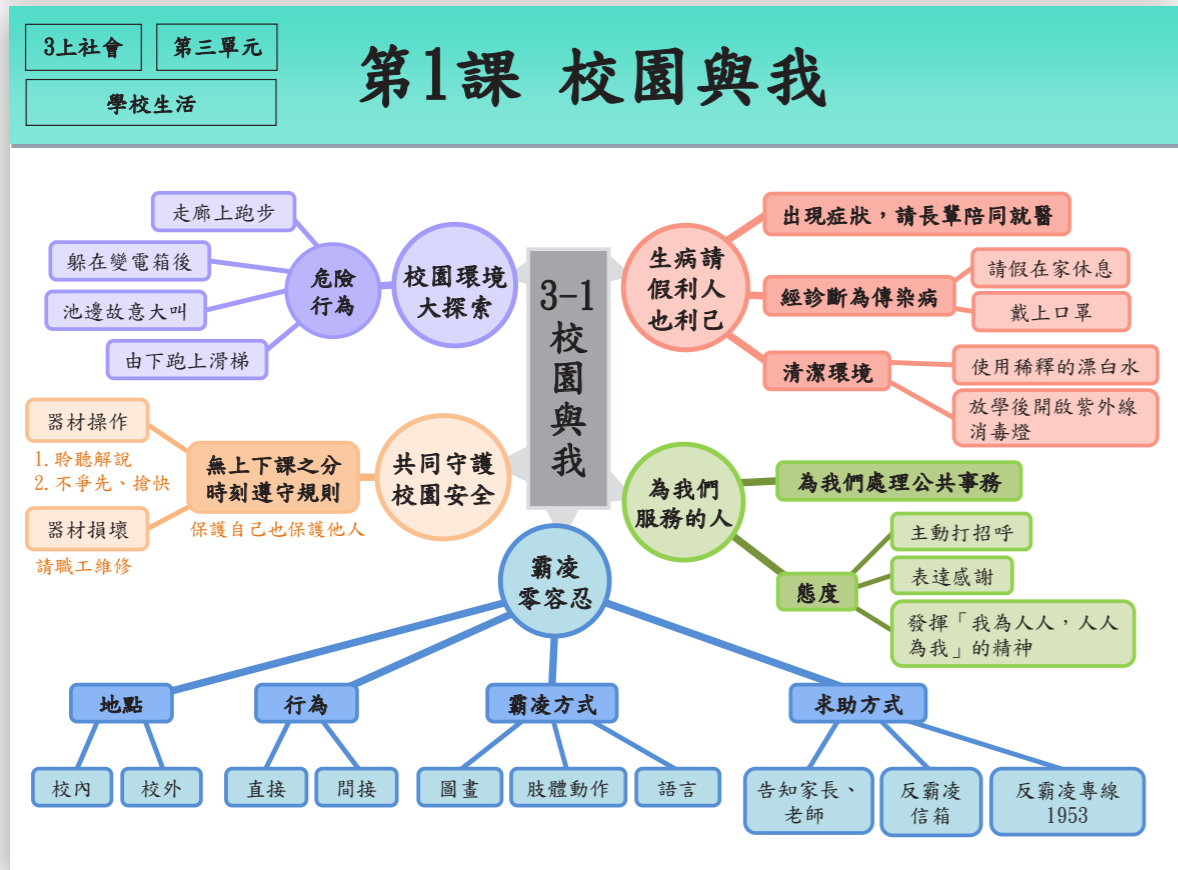 3上社會
第三單元
學校生活
第1課 校園與我
3-1
校
園
與
我
校園環境
大探索
危險
行為
走廊上跑步
躲在變電箱後
池邊故意大叫
由下跑上滑梯
共同守護
校園安全
無上下課之分
時刻遵守規則
保護自己也保護他人
器材操作
1. 聆聽解說
2. 不爭先、搶快
器材損壞
請職工維修
生病請
假利人
也利己
出現症狀，請長輩陪同就醫
經診斷為傳染病
請假在家休息
戴上口罩
清潔環境
使用稀釋的漂白水
放學後開啟紫外線
消毒燈
為我們
服務的人
為我們處理公共事務
態度
主動打招呼
表達感謝
發揮「我為人人，人人
為我」的精神
霸凌
零容忍
地點
校內
校外
行為
直接
間接
霸凌方式
圖畫
肢體動作
語言
求助方式
告知家長、
老師
反霸凌
信箱
反霸凌專線
1953